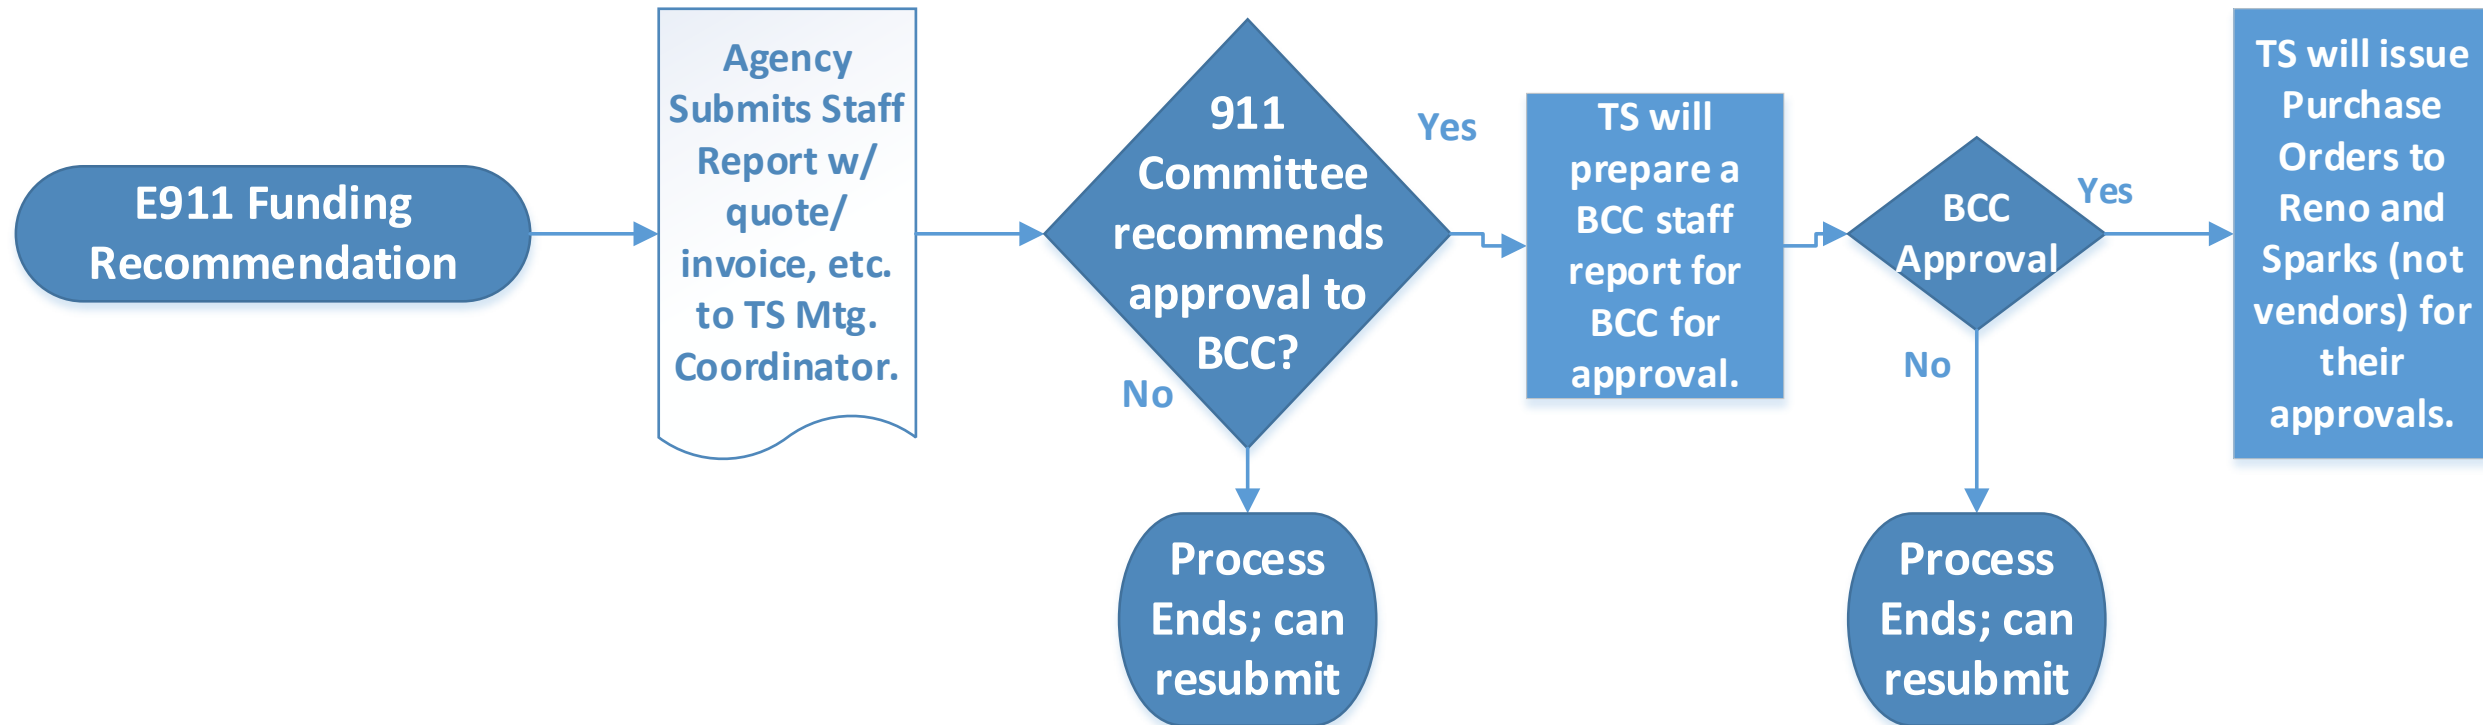 E911 Funding
Recommendation
Agency
Submits Staff
Report w/
quote/
invoice, etc.
to TS Mtg.
Coordinator.
911
Committee
recommends
approval to
BCC?
Yes
No
Process
Ends; can
resubmit
TS will
prepare a
BCC staff
report for
BCC for
approval.
BCC
Approval
Yes
No
Process
Ends; can
resubmit
TS will issue
Purchase
Orders to
Reno and
Sparks (not
vendors) for
their
approvals.